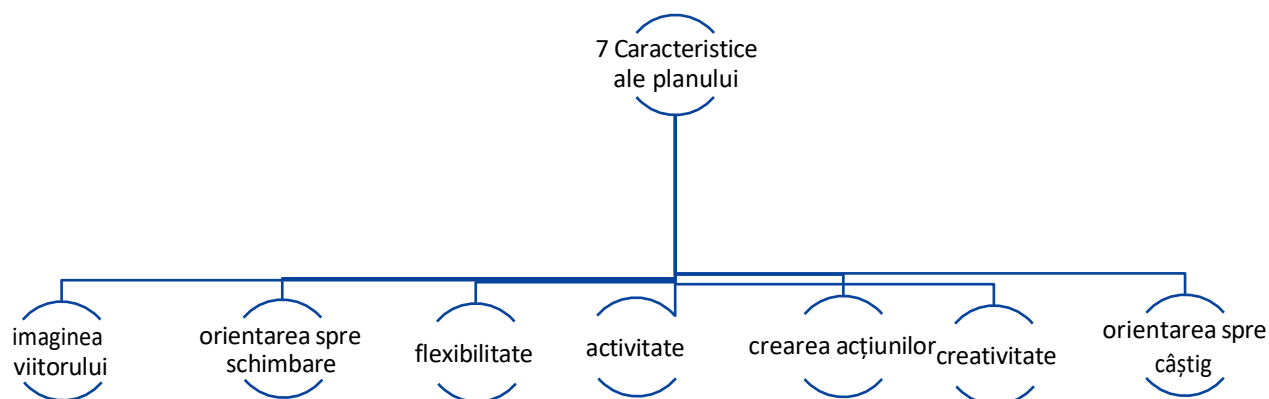 7 Caracteristice
ale planului
imaginea
viitorului
orientarea spre
schimbare
flexibilitate
activitate
crearea acțiunilor
creativitate
orientarea spre
câștig